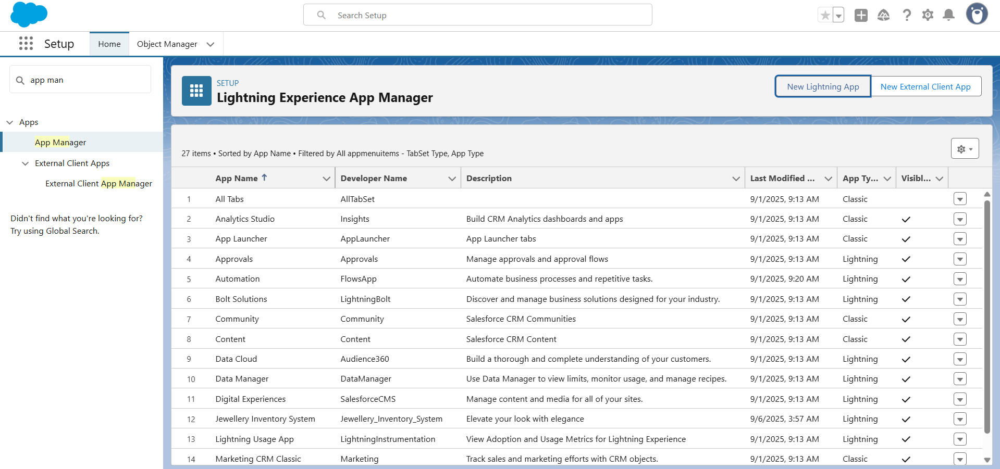 Search Setup
Setup
Home
Object Manager
app man
Apps
App Manager
External Client Apps
External Client App Manager
Didn't find what you're looking for?
Try using Global Search.
SETUP
Lightning Experience App Manager
New Lightning App
New External Client App
27 items • Sorted by App Name • Filtered by All appmenuitems - TabSet Type, App Type
App Name Developer Name Description Last Modified ... App Ty... Visibl...
1 All Tabs AllTabSet 9/1/2025, 9:13 AM Classic
2 Analytics Studio Insights Build CRM Analytics dashboards and apps 9/1/2025, 9:13 AM Classic
3 App Launcher AppLauncher App Launcher tabs 9/1/2025, 9:13 AM Classic
4 Approvals Approvals Manage approvals and approval flows 9/1/2025, 9:13 AM Lightning
5 Automation FlowsApp Automate business processes and repetitive tasks. 9/1/2025, 9:20 AM Lightning
6 Bolt Solutions LightningBolt Discover and manage business solutions designed for your industry. 9/1/2025, 9:13 AM Lightning
7 Community Community Salesforce CRM Communities 9/1/2025, 9:13 AM Classic
8 Content Content Salesforce CRM Content 9/1/2025, 9:13 AM Classic
9 Data Cloud Audience360 Build a thorough and complete understanding of your customers. 9/1/2025, 9:13 AM Lightning
10 Data Manager DataManager Use Data Manager to view limits, monitor usage, and manage recipes. 9/1/2025, 9:13 AM Lightning
11 Digital Experiences SalesforceCMS Manage content and media for all of your sites. 9/1/2025, 9:13 AM Lightning
12 Jewellery Inventory System Jewellery_Inventory_System Elevate your look with elegance 9/6/2025, 3:57 AM Lightning
13 Lightning Usage App LightningInstrumentation View Adoption and Usage Metrics for Lightning Experience 9/1/2025, 9:13 AM Lightning
14 Marketing CRM Classic Marketing Track sales and marketing efforts with CRM objects. 9/1/2025, 9:13 AM Classic